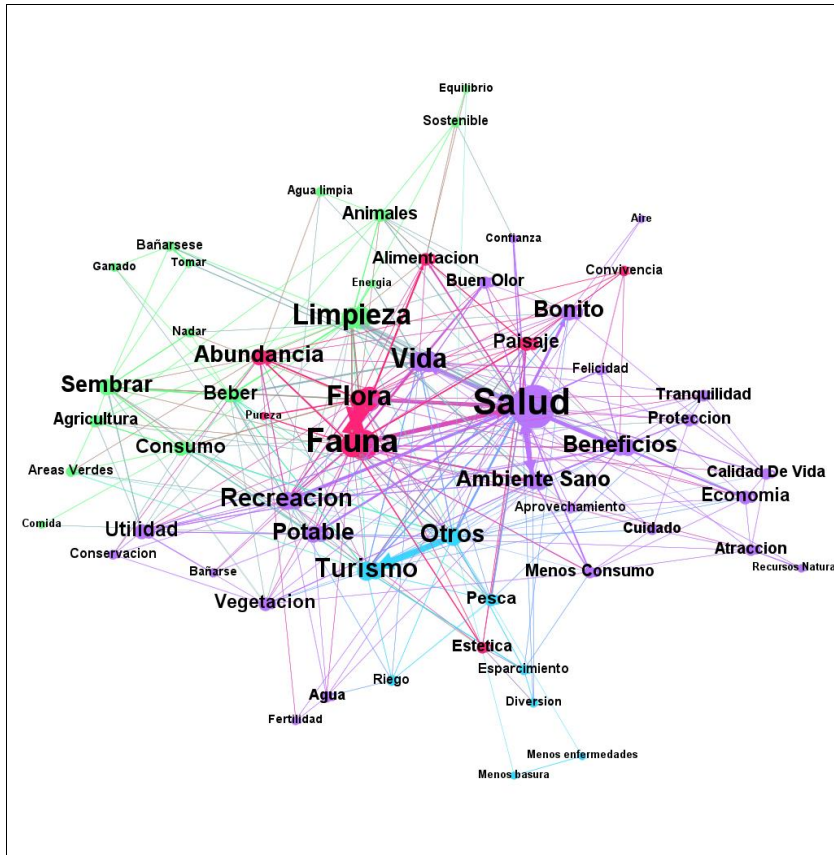 Equilibrio
Sostenible
Agua limpia
Animales
Aire
Confianza
Bañarsese
Alimentacion
Ganado
Tomar
Convivencia
Energia
Buen Olor
Limpieza
Bonito
Nadar
Paisaje
Abundancia
Vida
Felicidad
Sembrar
Beber
Flora
Salud
Tranquilidad
Agricultura
Pureza
Proteccion
Consumo
Fauna
Beneficios
Areas Verdes
Calidad De Vida
Ambiente Sano
Recreacion
Economia
Aprovechamiento
Comida
Utilidad
Potable
Otros
Cuidado
Conservacion
Atraccion
Turismo
Bañarse
Menos Consumo
Recursos Natura
Vegetacion
Pesca
Estetica
Esparcimiento
Riego
Agua
Diversion
Fertilidad
Menos enfermedades
Menos basura